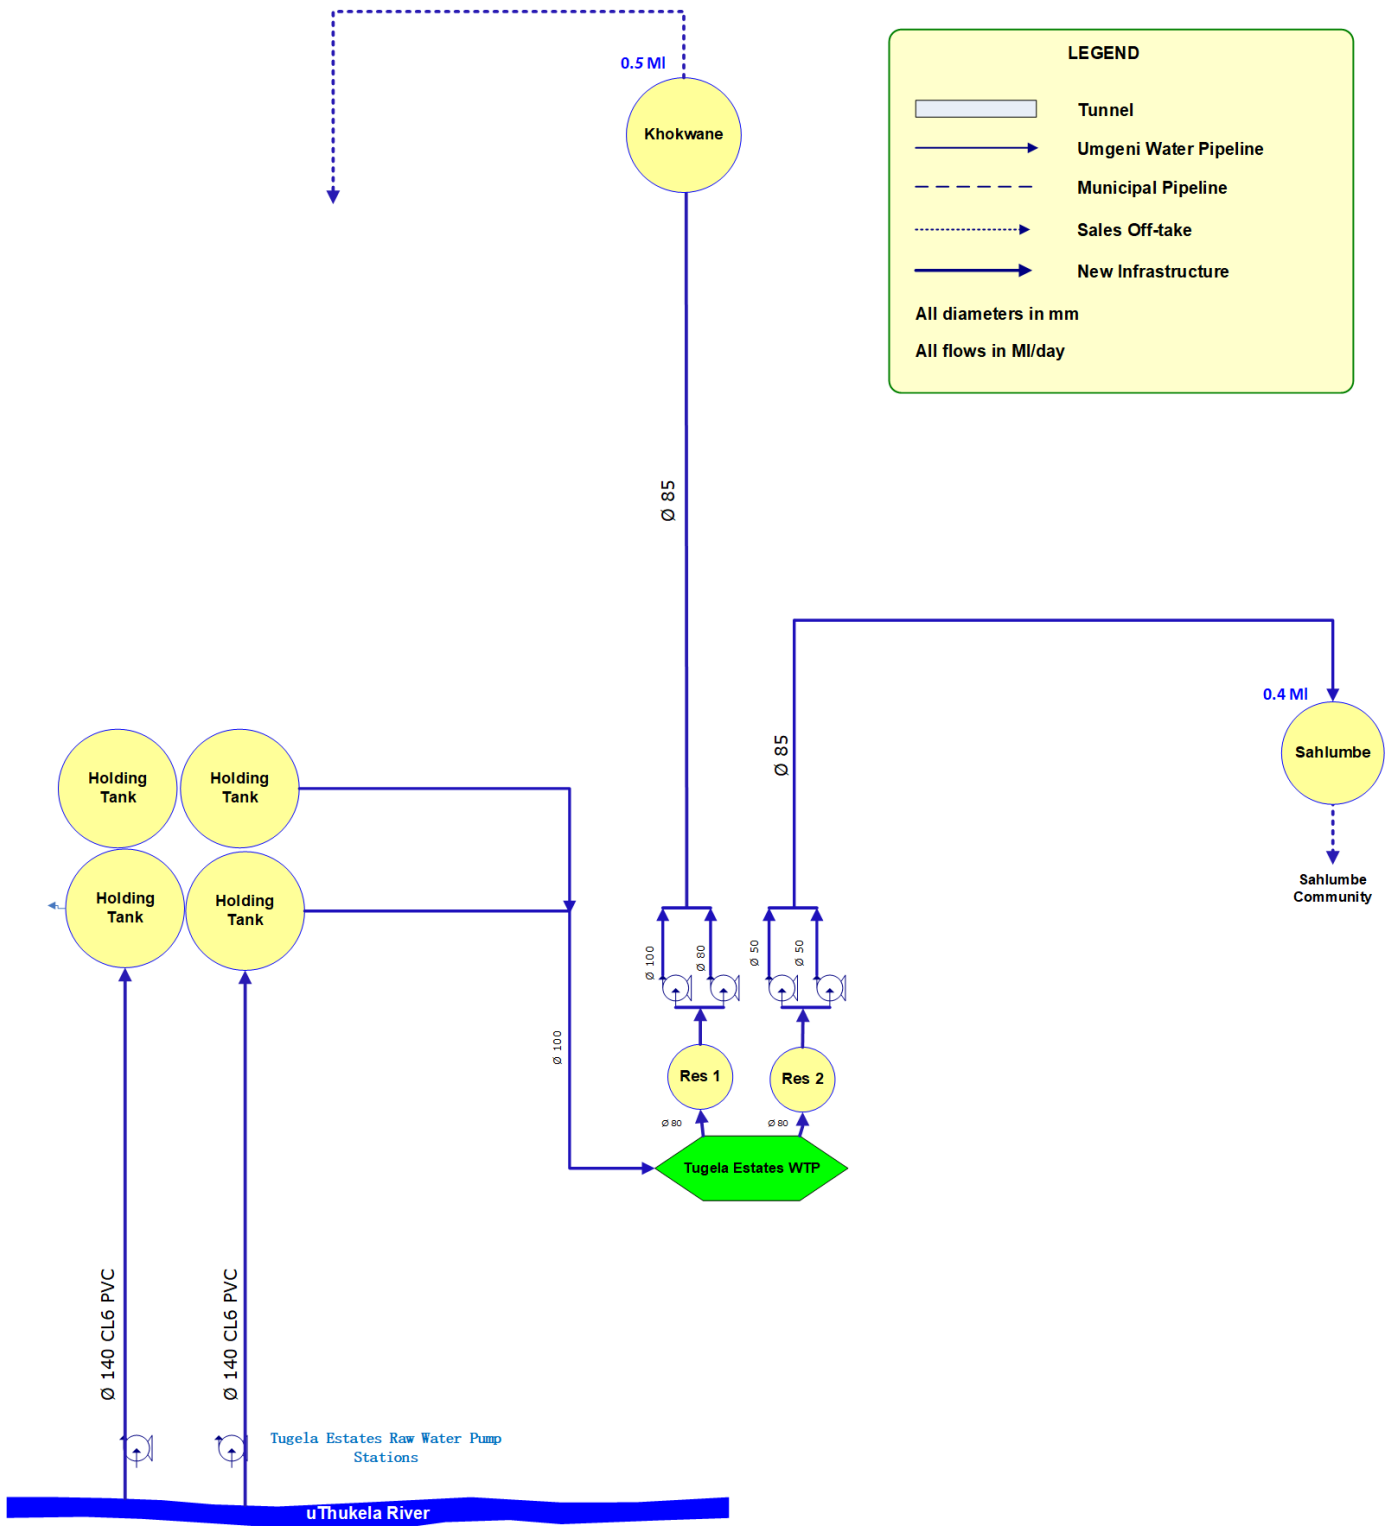 0.5 Ml
Khokwane
LEGEND
Tunnel
Umgeni Water Pipeline
Municipal Pipeline
Sales Off-take
New Infrastructure
All diameters in mm
All flows in Ml/day
Ø 85
0.4 Ml
Sahlumbe
Ø 85
Sahlumbe
Community
Holding
Tank
Holding
Tank
Holding
Tank
Holding
Tank
Ø 100
Ø 80
Ø 50
Ø 50
Ø 100
Res 1
Res 2
Ø 80
Ø 80
Tugela Estates WTP
Ø 140 CL6 PVC
Ø 140 CL6 PVC
Tugela Estates Raw Water Pump
Stations
uThukela River